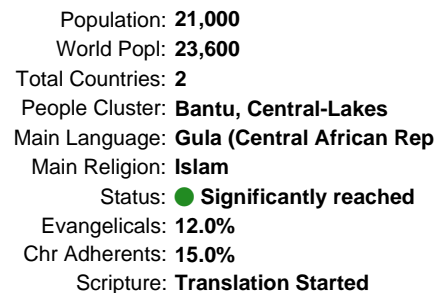 Population: 21,000
World Popl: 23,600
Total Countries: 2
People Cluster: Bantu, Central-Lakes
Main Language: Gula (Central African Rep
Main Religion: Islam
Status: Significantly reached
Evangelicals: 12.0%
Chr Adherents: 15.0%
Scripture: Translation Started